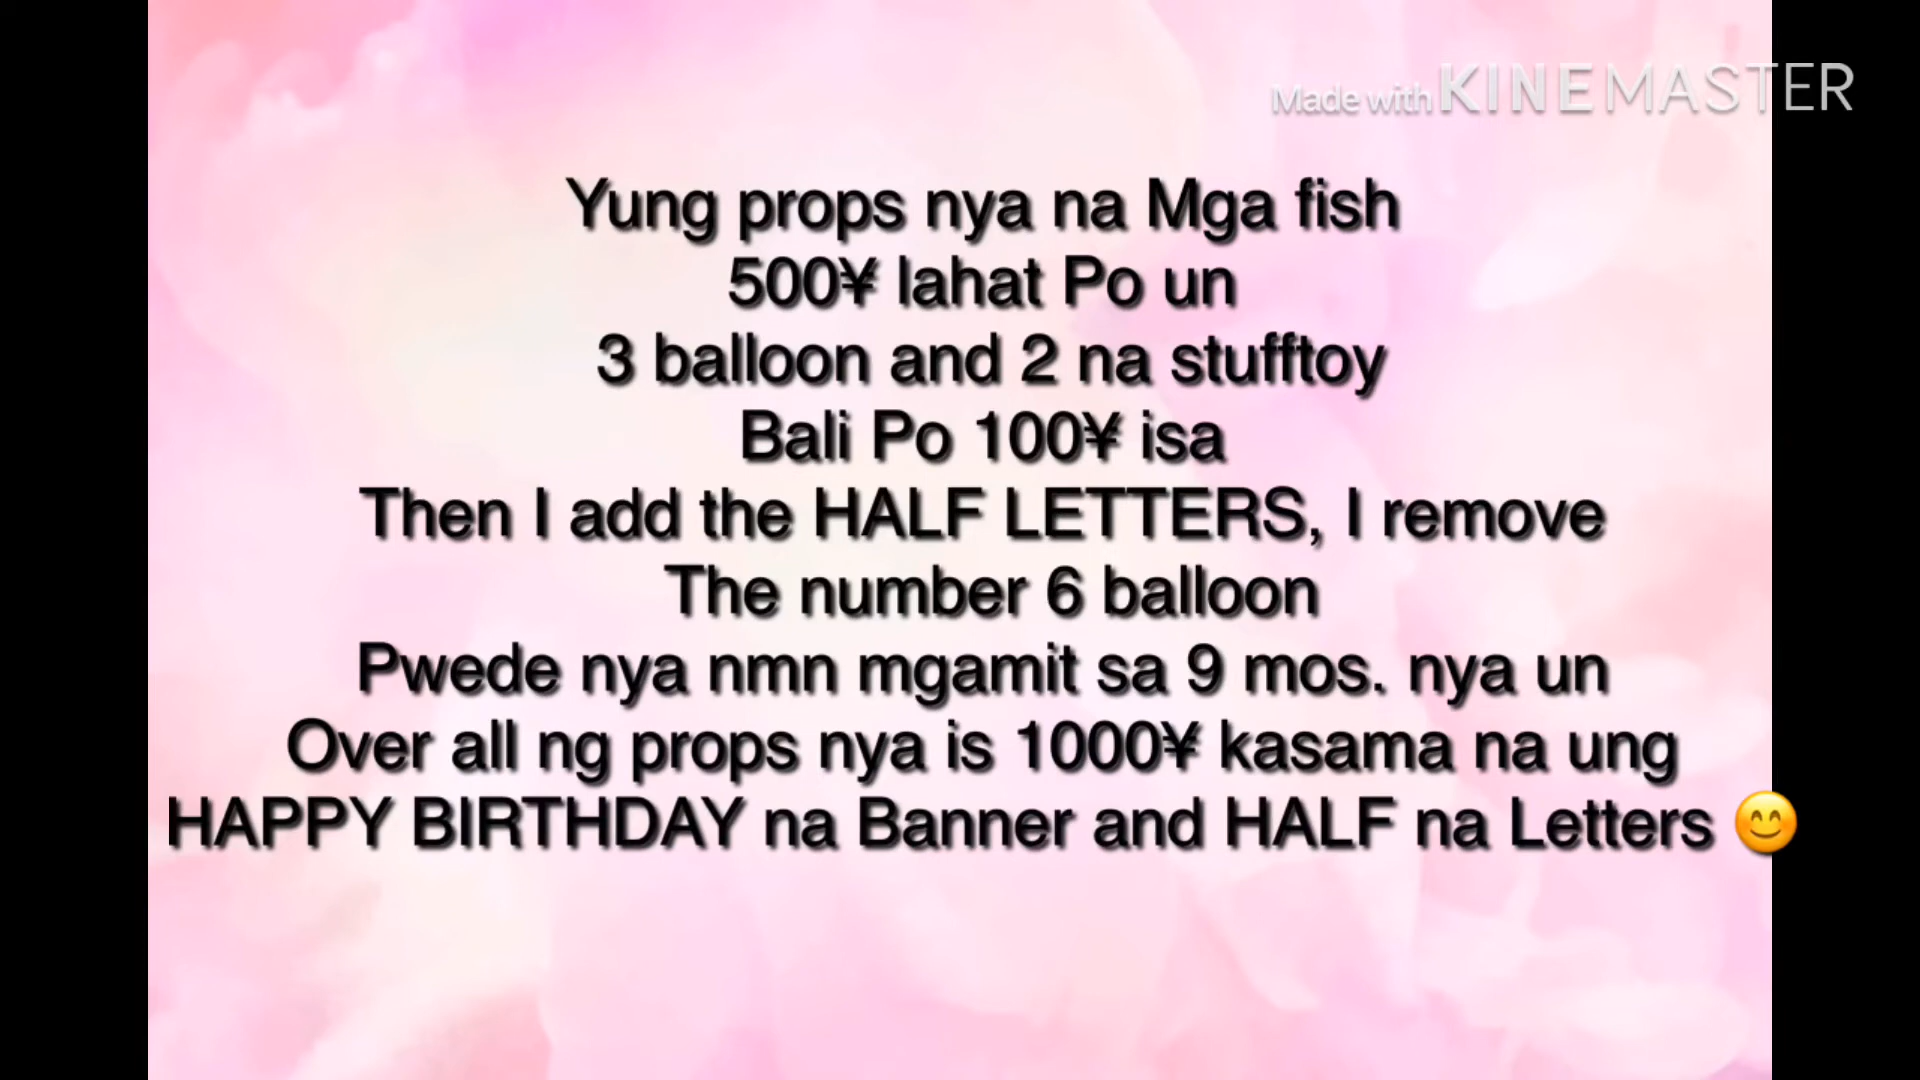 Made with KINEMASTER
Yung props nya na Mga fish
500¥ lahat Po un
3 balloon and 2 na stufftoy
Bali Po 100¥ isa
Then I add the HALF LETTERS, I remove
The number 6 balloon
Pwede nya nmn mgamit sa 9 mos. nya un
Over all ng props nya is 1000¥ kasama na ung
HAPPY BIRTHDAY na Banner and HALF na Letters 😊